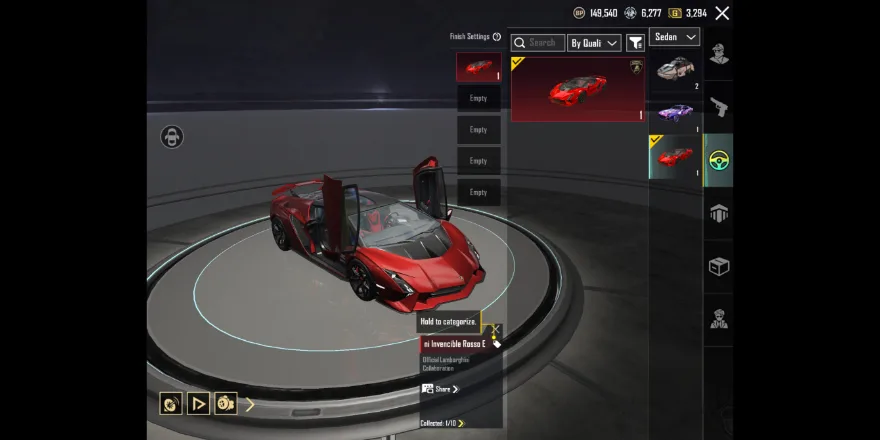 149,540 6,277 3,294
Finish Settings
Search
By Quali
Sedan
1
Empty
Empty
Empty
Empty
1
2
1
1
Hold to categorize.
ni Invencible Rosso E
Official Lamborghini
Collaboration
Share
Collected: 1/10